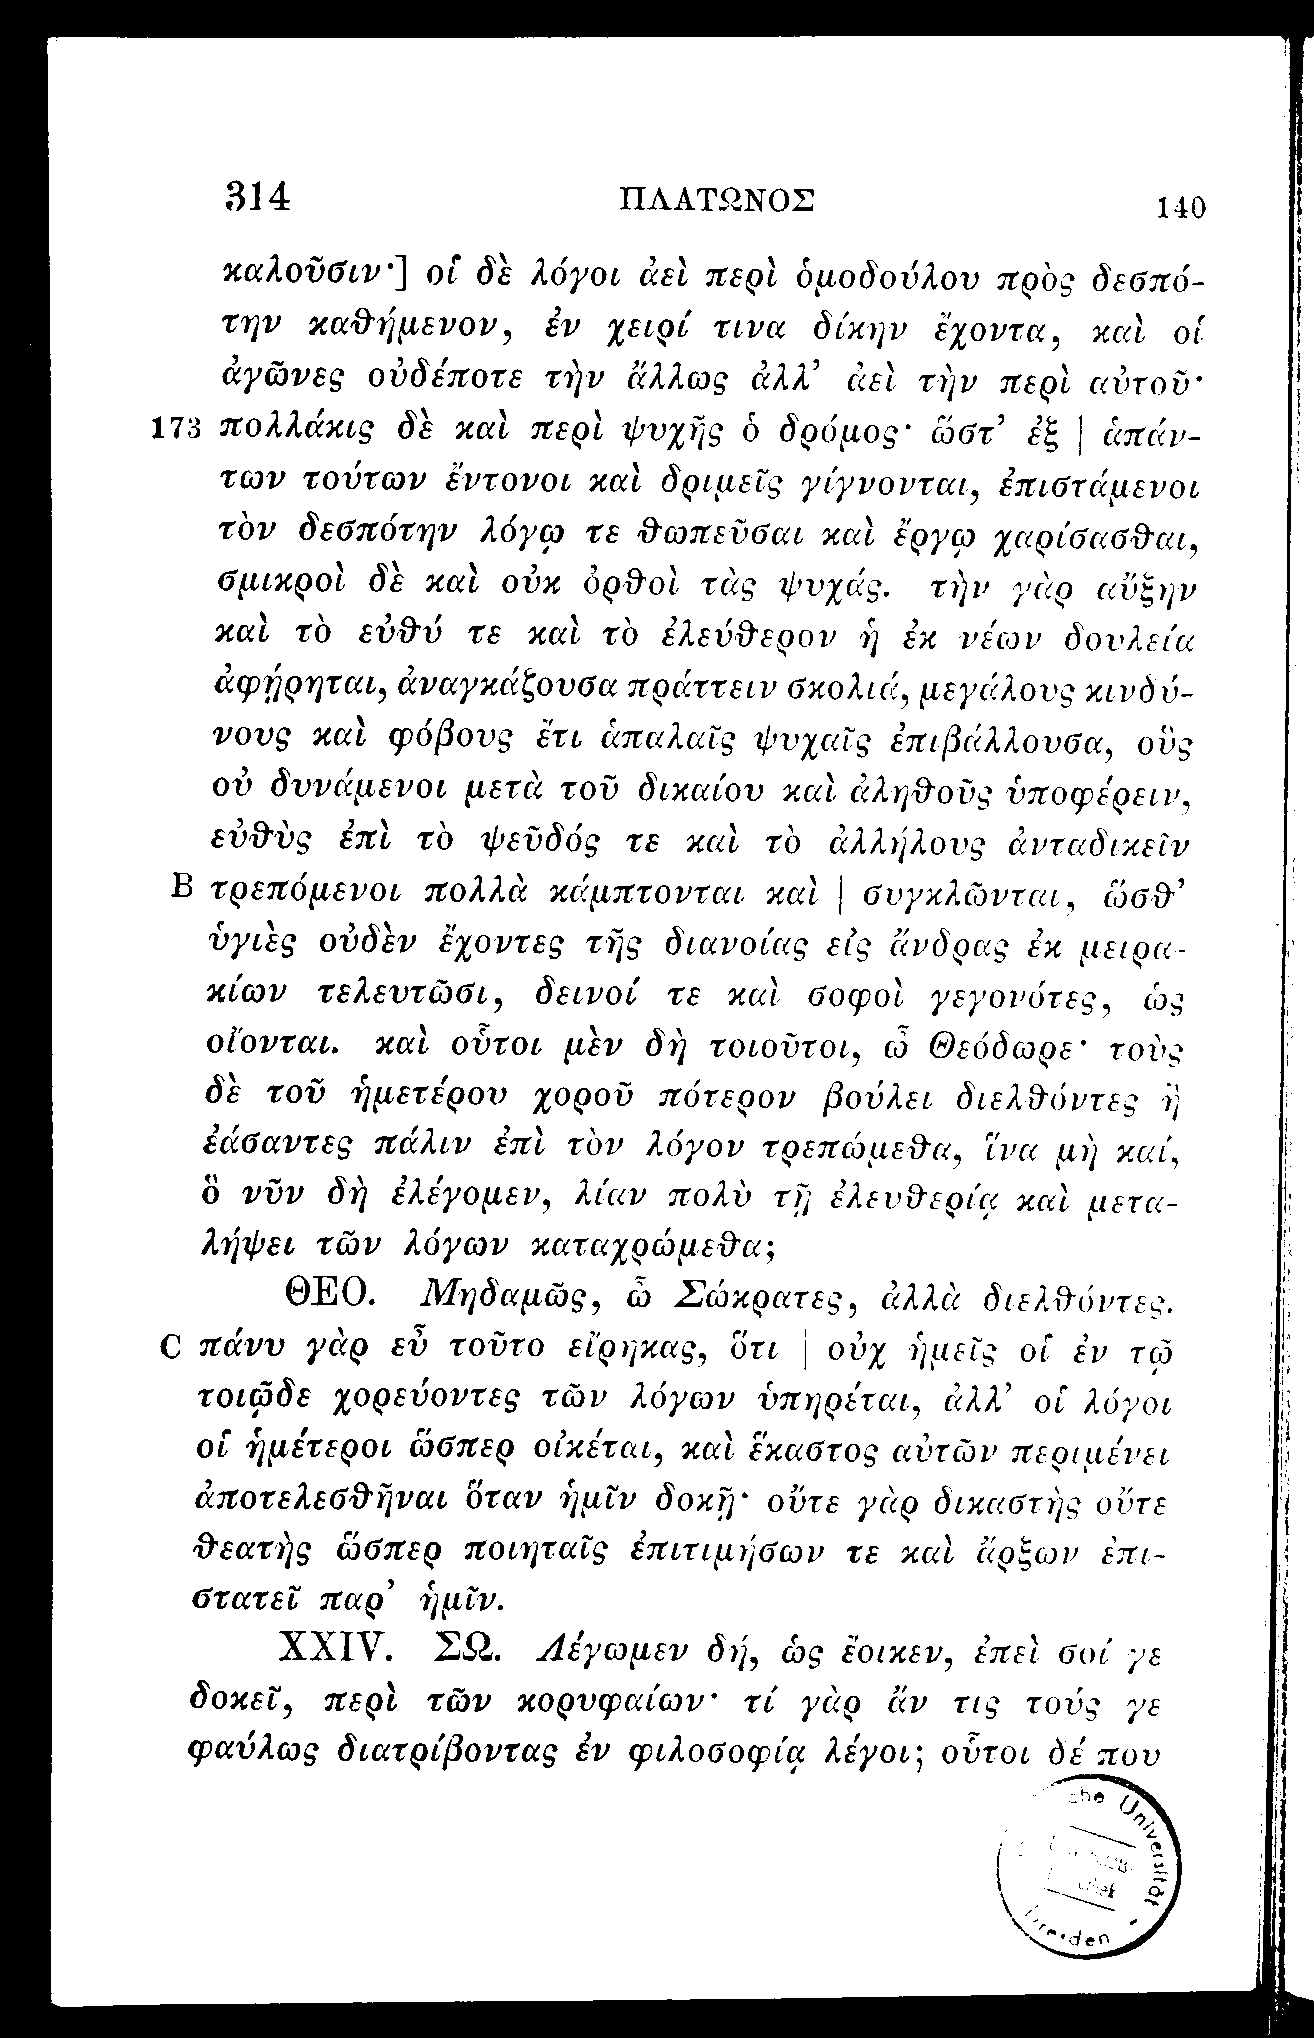 314 ΠΛΑΤΩΝΟΣ 140
καλοῦσιν·] οἱ δὲ λόγοι ἀεὶ περὶ ὁμοδούλου πρὸς δεσπό-
την καθήμενον, ἐν χειρί τινα δίκην ἔχοντα, καὶ οἱ
ἀγῶνες οὐδέποτε τὴν ἄλλως ἀλλ’ ἀεὶ τὴν περὶ αὐτοῦ·
173 πολλάκις δὲ καὶ περὶ ψυχῆς ὁ δρόμος· ὥστ’ ἐξ | ἁπάν-
των τούτων ἔντονοι καὶ δριμεῖς γίγνονται, ἐπιστάμενοι
τὸν δεσπότην λόγῳ τε θωπεῦσαι καὶ ἔργῳ χαρίσασθαι,
σμικροὶ δὲ καὶ οὐκ ὀρθοὶ τὰς ψυχάς. τὴν γὰρ αὔξην
καὶ τὸ εὐθύ τε καὶ τὸ ἐλεύθερον ἡ ἐκ νέων δουλεία
ἀφῄρηται, ἀναγκάζουσα πράττειν σκολιά, μεγάλους κινδύ-
νους καὶ φόβους ἔτι ἁπαλαῖς ψυχαῖς ἐπιβάλλουσα, οὓς
οὐ δυνάμενοι μετὰ τοῦ δικαίου καὶ ἀληθοῦς ὑποφέρειν,
εὐθὺς ἐπὶ τὸ ψεῦδός τε καὶ τὸ ἀλλήλους ἀνταδικεῖν
B τρεπόμενοι πολλὰ κάμπτονται καὶ | συγκλῶνται, ὥσθ’
ὑγιὲς οὐδὲν ἔχοντες τῆς διανοίας εἰς ἄνδρας ἐκ μειρα-
κίων τελευτῶσι, δεινοί τε καὶ σοφοὶ γεγονότες, ὡς
οἴονται. καὶ οὗτοι μὲν δὴ τοιοῦτοι, ὦ Θεόδωρε· τοὺς
δὲ τοῦ ἡμετέρου χοροῦ πότερον βούλει διελθόντες ἢ
ἐάσαντες πάλιν ἐπὶ τὸν λόγον τρεπώμεθα, ἵνα μὴ καί,
ὃ νῦν δὴ ἐλέγομεν, λίαν πολὺ τῇ ἐλευθερίᾳ καὶ μετα-
λήψει τῶν λόγων καταχρώμεθα;
ΘΕΟ. Μηδαμῶς, ὦ Σώκρατες, ἀλλὰ διελθόντες.
C πάνυ γὰρ εὖ τοῦτο εἴρηκας, ὅτι | οὐχ ἡμεῖς οἱ ἐν τῷ
τοιῷδε χορεύοντες τῶν λόγων ὑπηρέται, ἀλλ’ οἱ λόγοι
οἱ ἡμέτεροι ὥσπερ οἰκέται, καὶ ἕκαστος αὐτῶν περιμένει
ἀποτελεσθῆναι ὅταν ἡμῖν δοκῇ· οὔτε γὰρ δικαστὴς οὔτε
θεατὴς ὥσπερ ποιηταῖς ἐπιτιμήσων τε καὶ ἄρξων ἐπι-
στατεῖ παρ’ ἡμῖν.
XXIV. ΣΩ. Λέγωμεν δή, ὡς ἔοικεν, ἐπεὶ σοί γε
δοκεῖ, περὶ τῶν κορυφαίων· τί γὰρ ἄν τις τούς γε
φαύλως διατρίβοντας ἐν φιλοσοφίᾳ λέγοι; οὗτοι δέ που
Universität